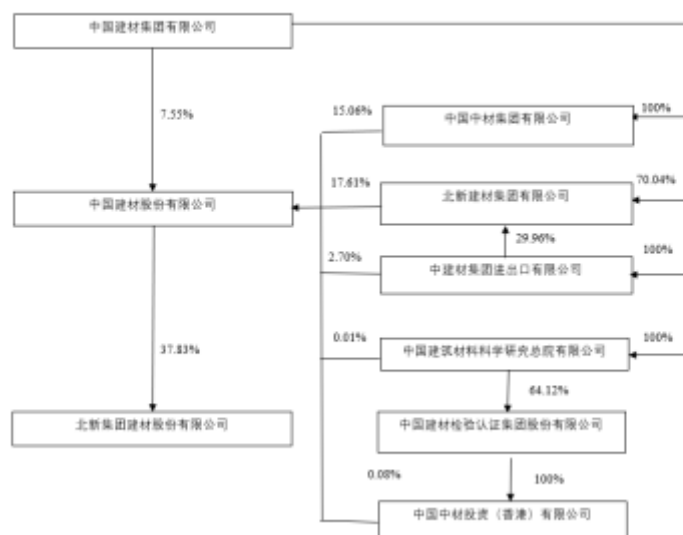 中国建材集团有限公司
7.55%
15.06%
中国中材集团有限公司
100%
中国建材股份有限公司
17.61%
北新建材集团有限公司
70.04%
29.96%
2.70%
中建材集团进出口有限公司
100%
37.83%
0.01%
中国建筑材料科学研究总院有限公司
100%
64.12%
北新集团建材股份有限公司
中国建材检验认证集团股份有限公司
0.08%
100%
中国中材投资（香港）有限公司